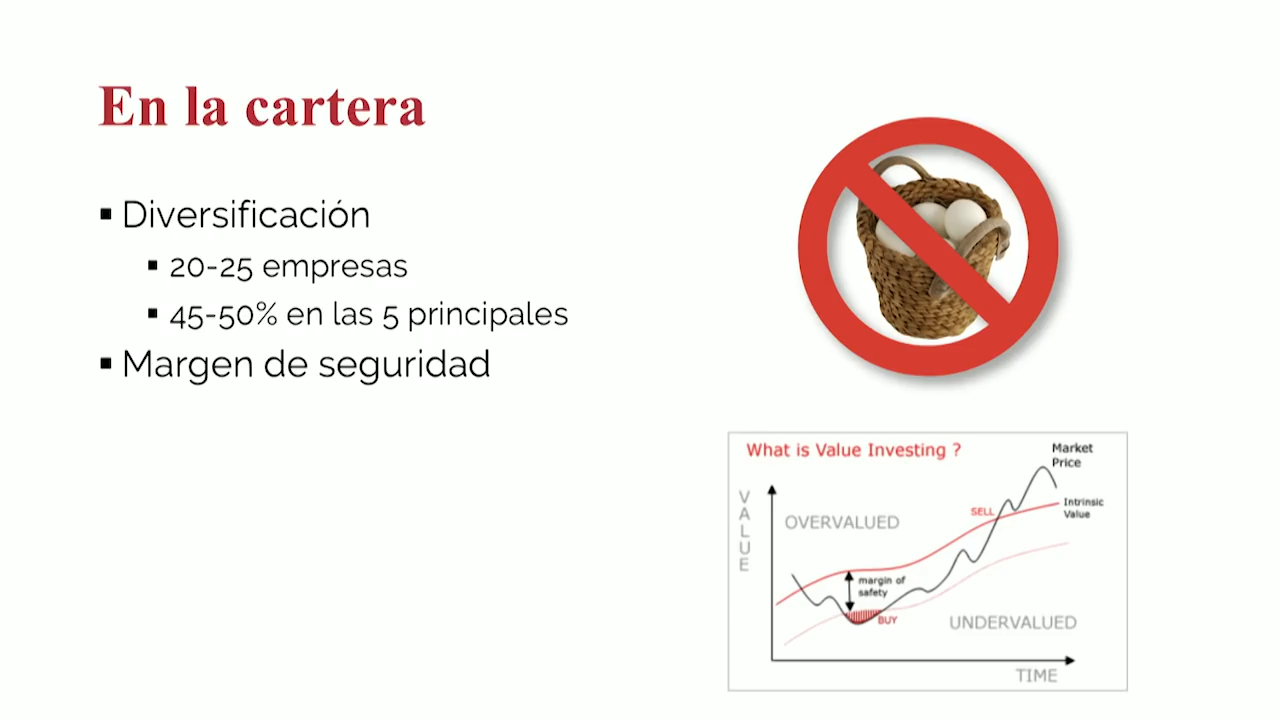 En la cartera
Diversificación
20-25 empresas
45-50% en las 5 principales
Margen de seguridad
What is Value Investing ?
Market
Price
VALUE
OVERVALUED
SELL
Intrinsic
Value
margin of
safety
BUY
UNDERVALUED
TIME